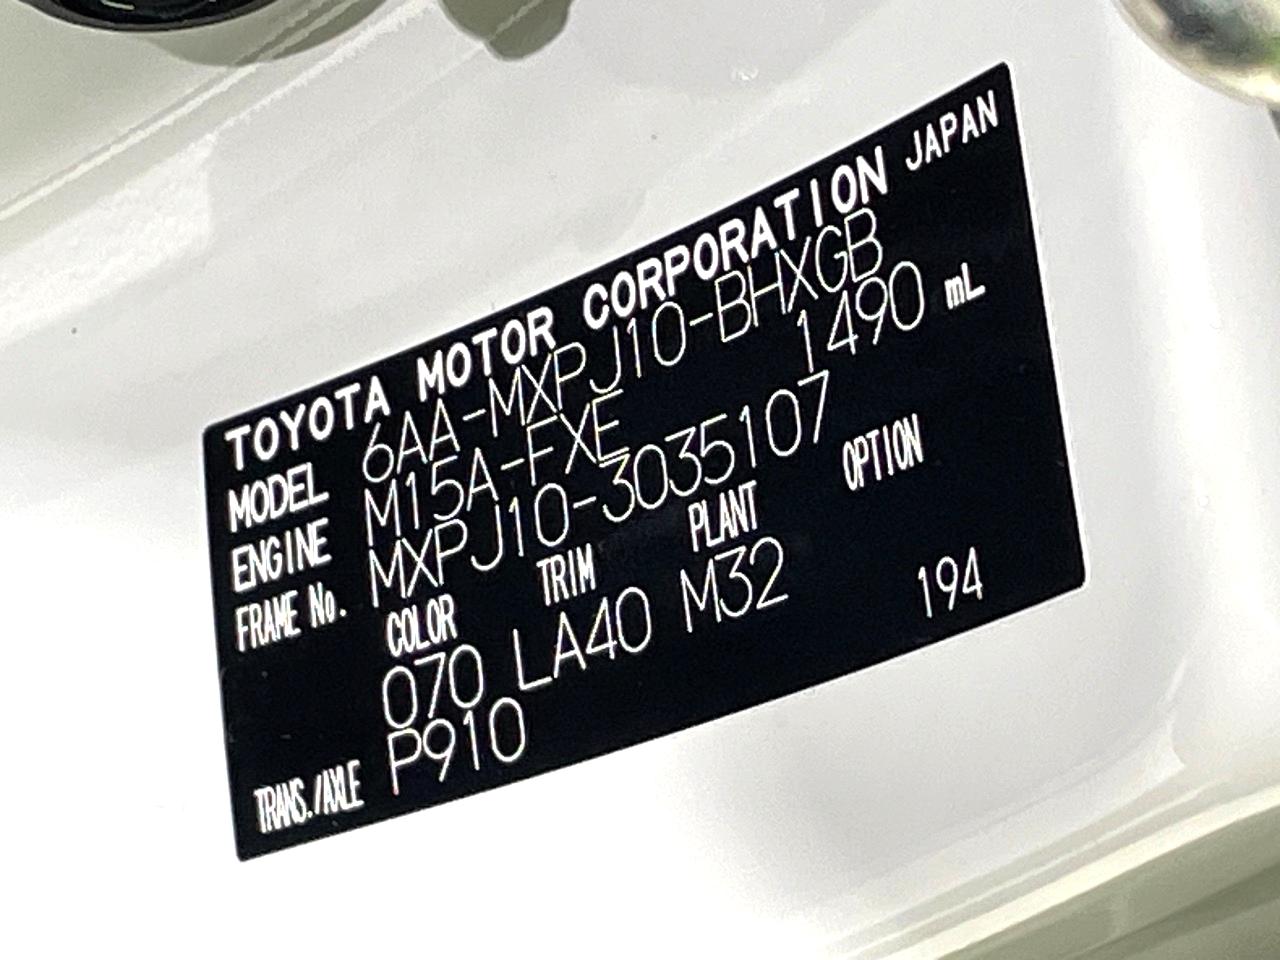 TOYOTA MOTOR CORPORATION JAPAN
MODEL 6AA-MXPJ10-BHXGB
ENGINE M15A-FXE 1490 mL
FRAME No. MXPJ10-3035107
COLOR TRIM PLANT OPTION
070 LA40 M32 194
TRANS./AXLE P910